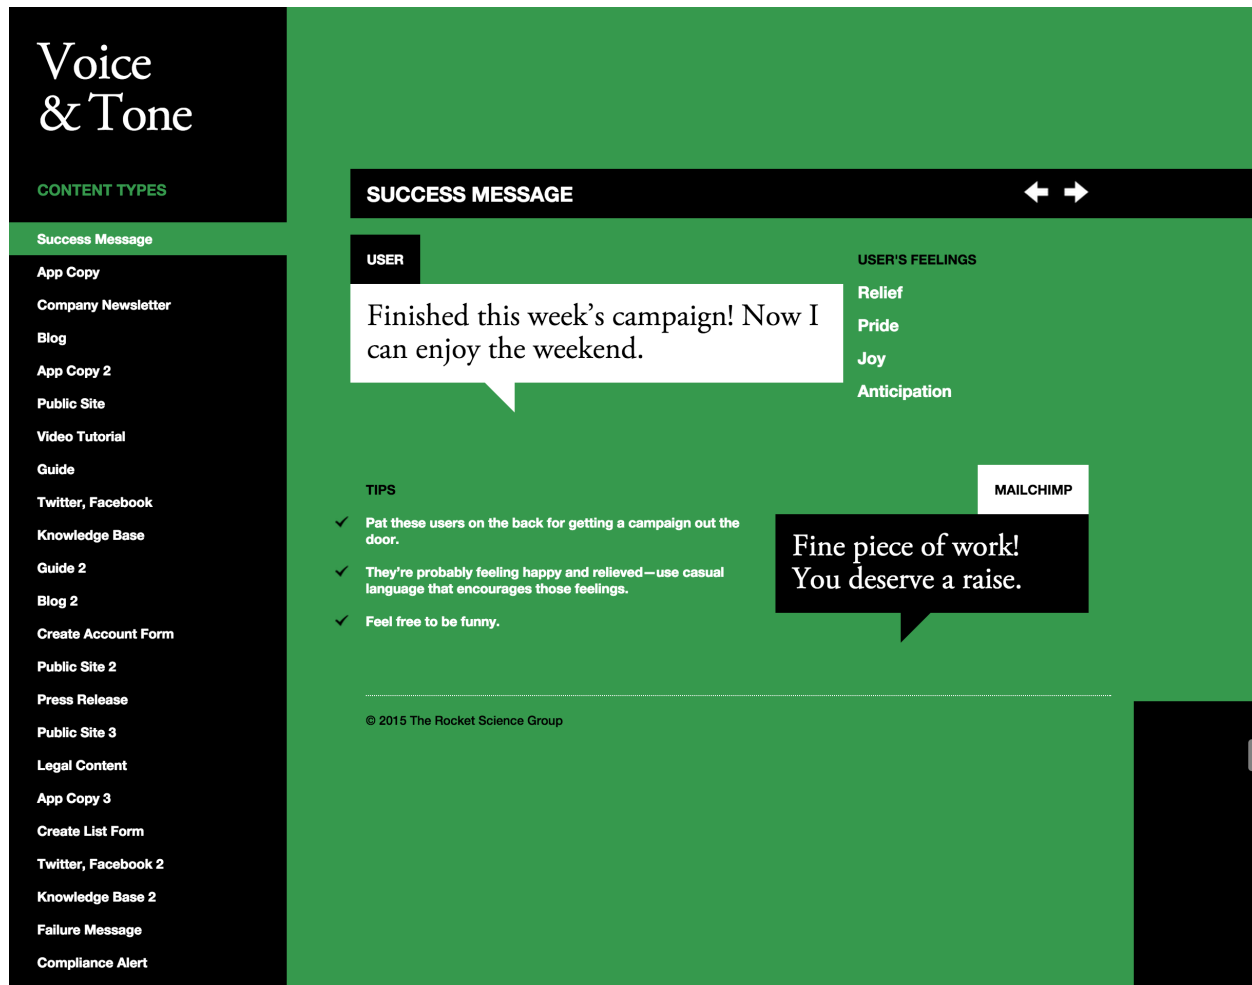 Voice
& Tone
CONTENT TYPES
Success Message
App Copy
Company Newsletter
Blog
App Copy 2
Public Site
Video Tutorial
Guide
Twitter, Facebook
Knowledge Base
Guide 2
Blog 2
Create Account Form
Public Site 2
Press Release
Public Site 3
Legal Content
App Copy 3
Create List Form
Twitter, Facebook 2
Knowledge Base 2
Failure Message
Compliance Alert
SUCCESS MESSAGE
USER
Finished this week’s campaign! Now I
can enjoy the weekend.
USER'S FEELINGS
Relief
Pride
Joy
Anticipation
TIPS
Pat these users on the back for getting a campaign out the
door.
They’re probably feeling happy and relieved—use casual
language that encourages those feelings.
Feel free to be funny.
MAILCHIMP
Fine piece of work!
You deserve a raise.
© 2015 The Rocket Science Group